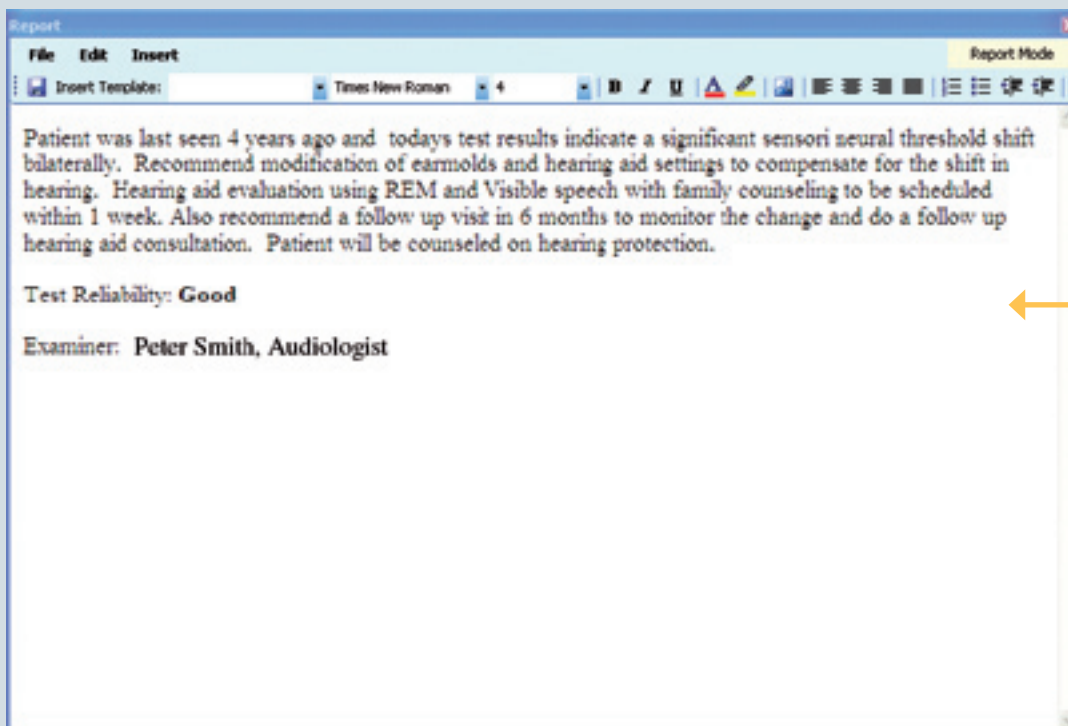 Report
File Edit Insert Report Mode
Insert Template: Times New Roman 4 B I U A
Patient was last seen 4 years ago and todays test results indicate a significant sensori neural threshold shift
bilaterally. Recommend modification of earmolds and hearing aid settings to compensate for the shift in
hearing. Hearing aid evaluation using REM and Visible speech with family counseling to be scheduled
within 1 week. Also recommend a follow up visit in 6 months to monitor the change and do a follow up
hearing aid consultation. Patient will be counseled on hearing protection.
Test Reliability: Good
Examiner: Peter Smith, Audiologist